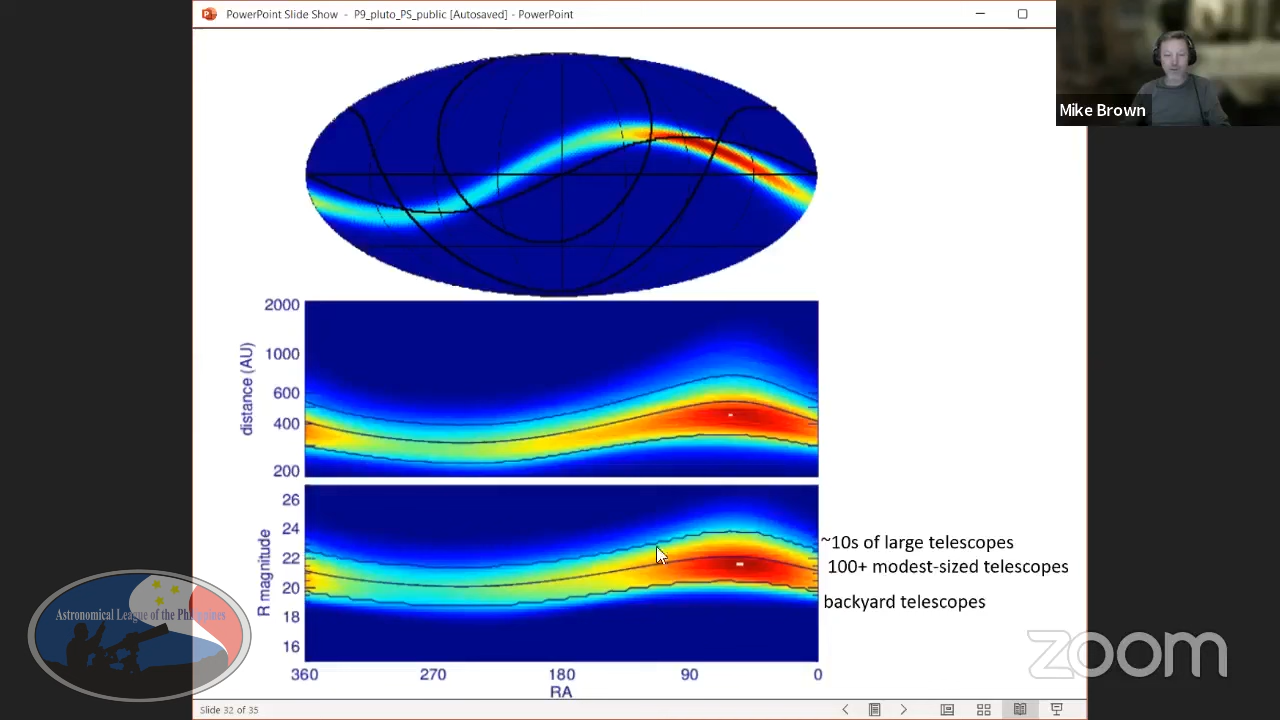 PowerPoint Slide Show - P9_pluto_PS_public [Autosaved] - PowerPoint
Mike Brown
2000
1000
600
400
200
distance (AU)
26
24
22
20
18
16
R magnitude
360
270
180
90
0
RA
~10s of large telescopes
100+ modest-sized telescopes
backyard telescopes
Astronomical League of the Philippines
zoom
Slide 32 of 35